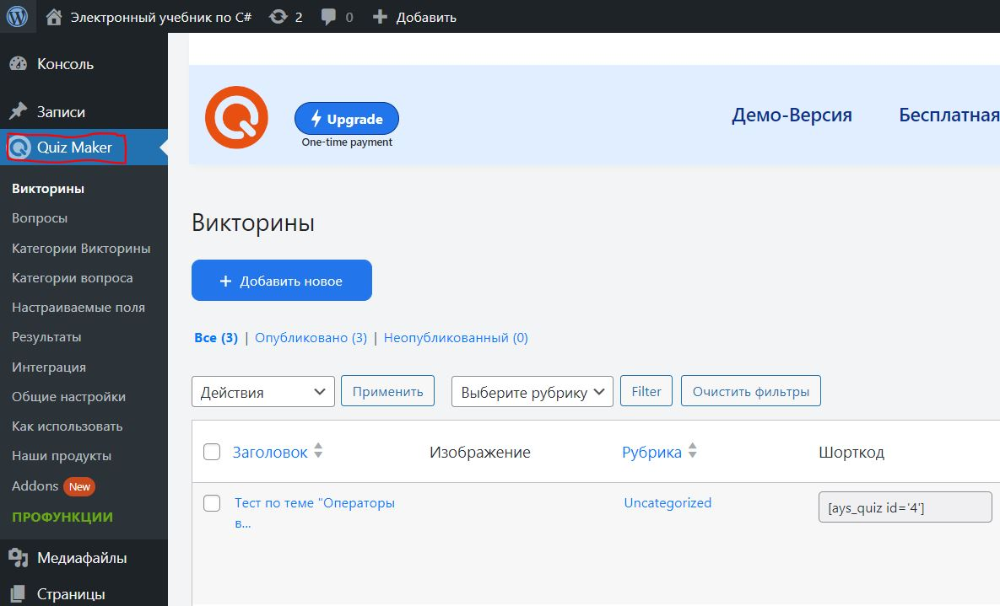 Электронный учебник по C# 2 0 Добавить
Консоль
Записи
Quiz Maker
Викторины
Вопросы
Категории Викторины
Категории вопроса
Настраиваемые поля
Результаты
Интеграция
Общие настройки
Как использовать
Наши продукты
Addons New
ПРОФУНКЦИИ
Медиафайлы
Страницы
Upgrade
One-time payment
Демо-Версия Бесплатная
Викторины
+ Добавить новое
Все (3) | Опубликовано (3) | Неопубликованный (0)
Действия Применить Выберите рубрику Filter Очистить фильтры
Заголовок Изображение Рубрика Шорткод
Тест по теме "Операторы Uncategorized [ays_quiz id='4']
в...